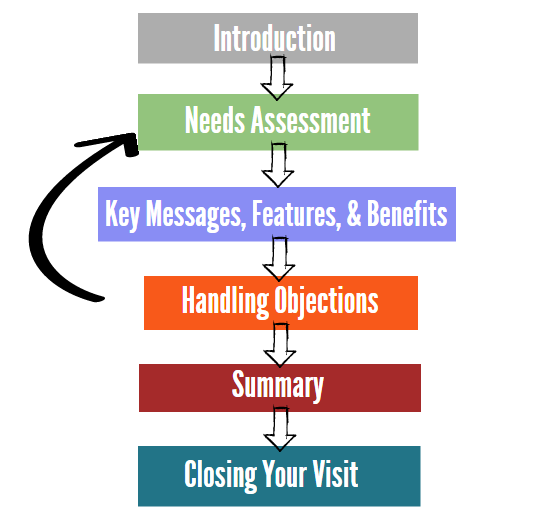 Introduction
Needs Assessment
Key Messages, Features, & Benefits
Handling Objections
Summary
Closing Your Visit